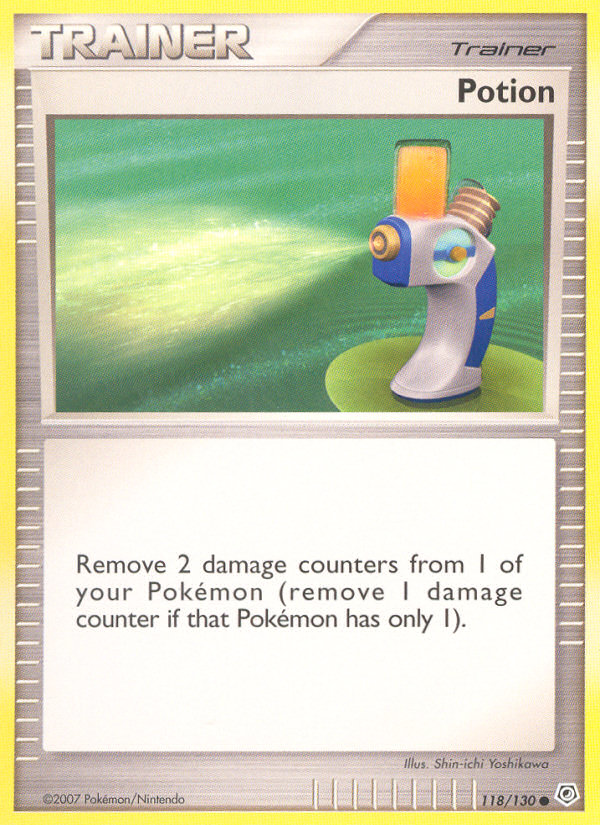 TRAINER
Trainer
Potion
Remove 2 damage counters from 1 of
your Pokémon (remove 1 damage
counter if that Pokémon has only 1).
Illus. Shin-ichi Yoshikawa
©2007 Pokémon/Nintendo
118/130